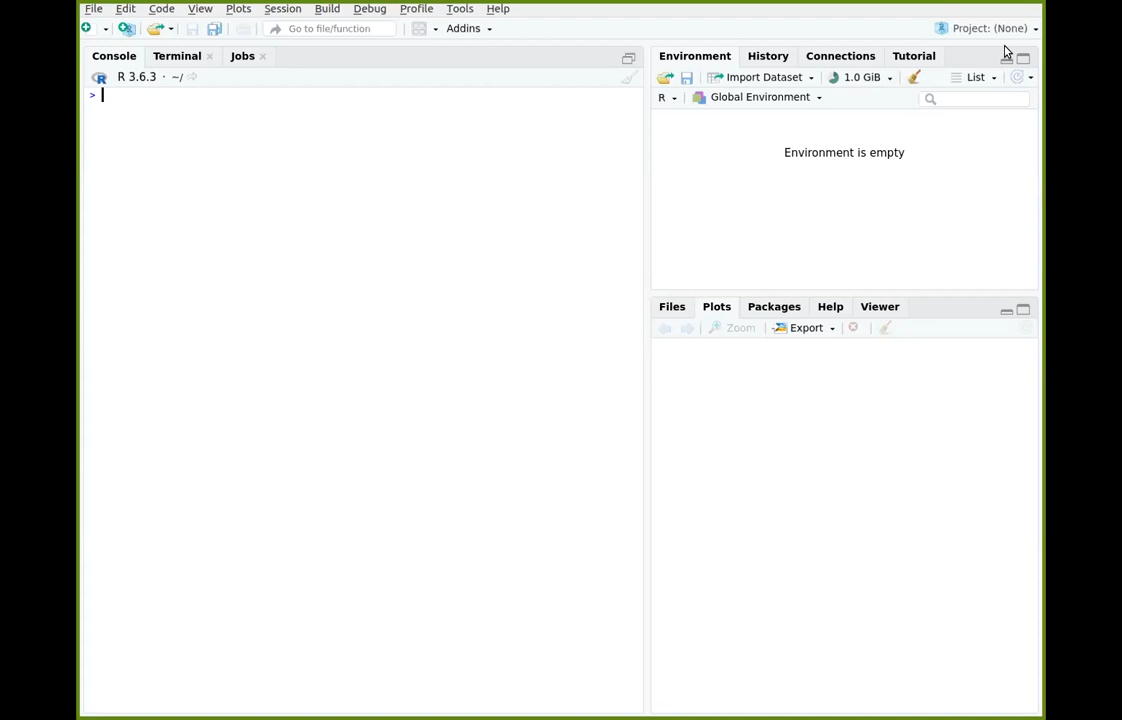 File Edit Code View Plots Session Build Debug Profile Tools Help
Go to file/function Addins Project: (None)
Console Terminal Jobs
R 3.6.3 · ~/
>
Environment History Connections Tutorial
Import Dataset 1.0 GiB List
R Global Environment
Environment is empty
Files Plots Packages Help Viewer
Zoom Export